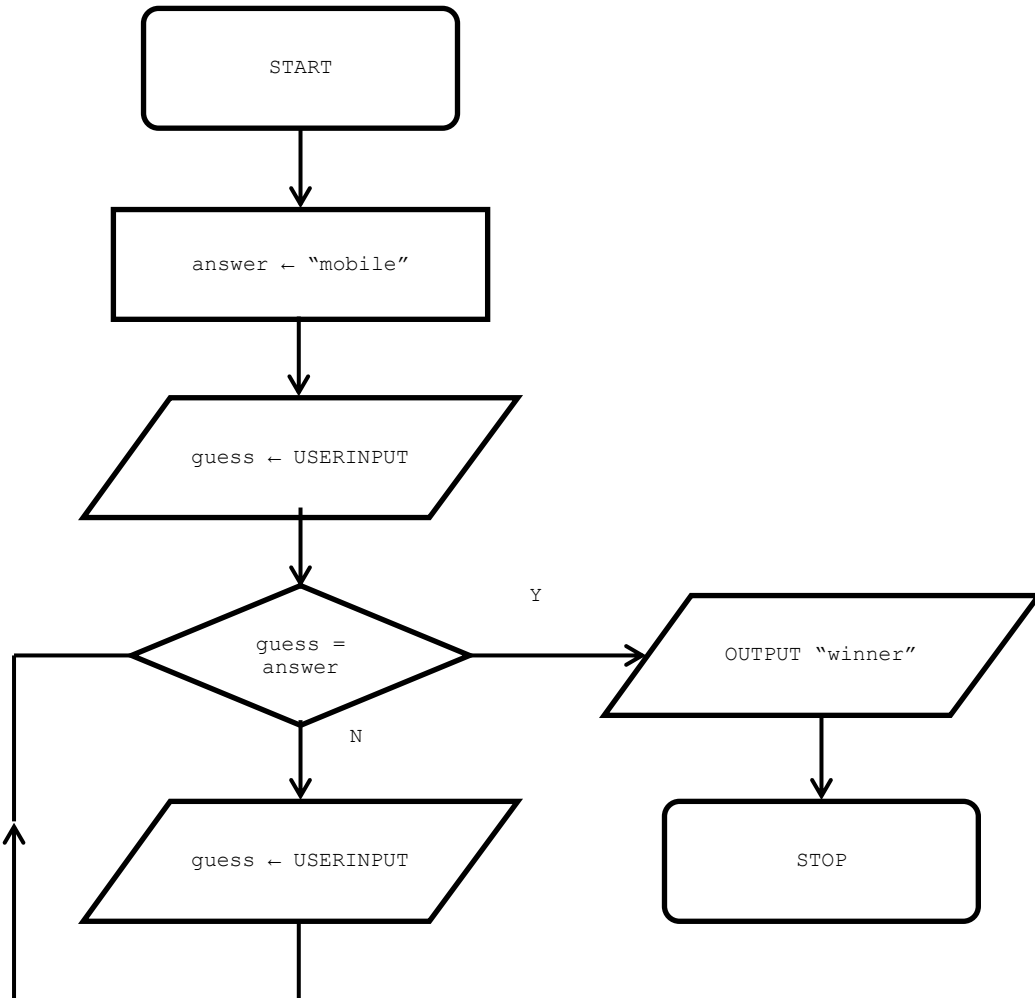 START
answer ← “mobile”
guess ← USERINPUT
Y
guess =
answer
OUTPUT “winner”
N
guess ← USERINPUT
STOP